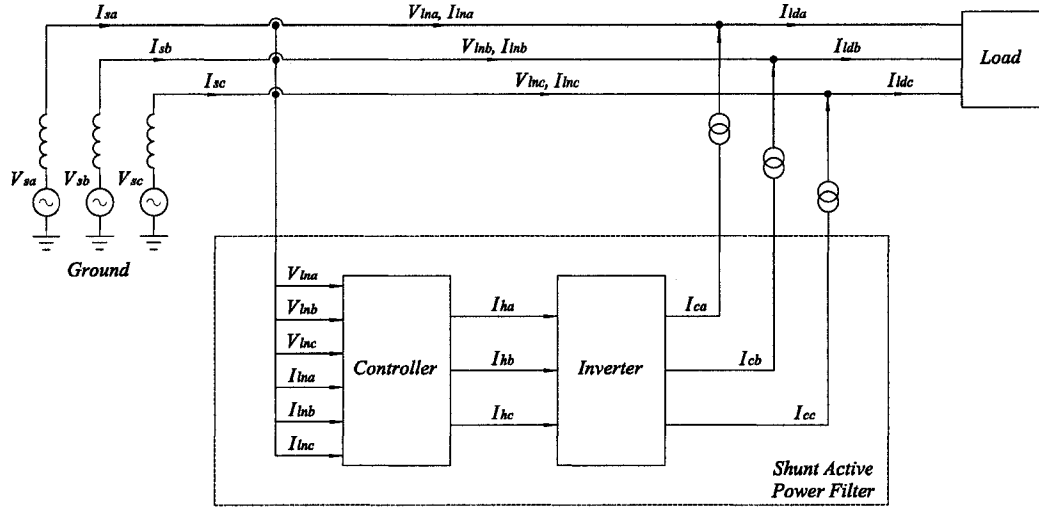 Isa
Vlna, Ilna
Ilda
Isb
Vlnb, Ilnb
Ildb
Load
Isc
Vlnc, Ilnc
Ildc
Vsa
Vsb
Vsc
Ground
Vlna
Vlnb
Vlnc
Ilna
Ilnb
Ilnc
Controller
Iha
Ihb
Ihc
Inverter
Ica
Icb
Icc
Shunt Active
Power Filter